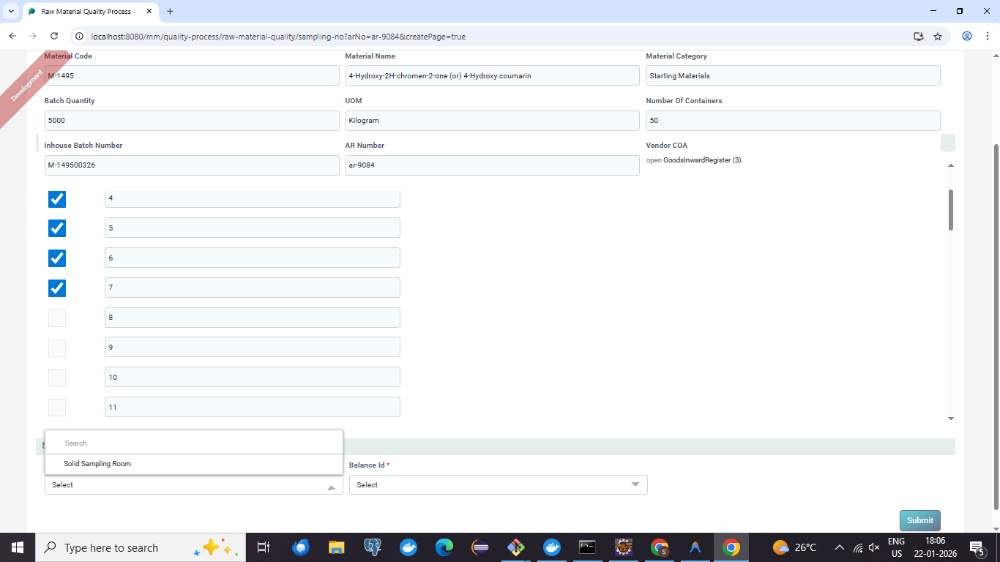 Raw Material Quality Process -
localhost:8080/mm/quality-process/raw-material-quality/sampling-no?arNo=ar-9084&createPage=true
Development
Material Code
Material Name
Material Category
M-1495
4-Hydroxy-2H-chromen-2-one (or) 4-Hydroxy coumarin
Starting Materials
Batch Quantity
UOM
Number Of Containers
5000
Kilogram
50
Inhouse Batch Number
AR Number
Vendor COA
M-149500326
ar-9084
open GoodsInwardRegister (3).
4
5
6
7
8
9
10
11
Search
Solid Sampling Room
Balance Id *
Select
Select
Submit
Type here to search
26°C
ENG
US
18:06
22-01-2026
5